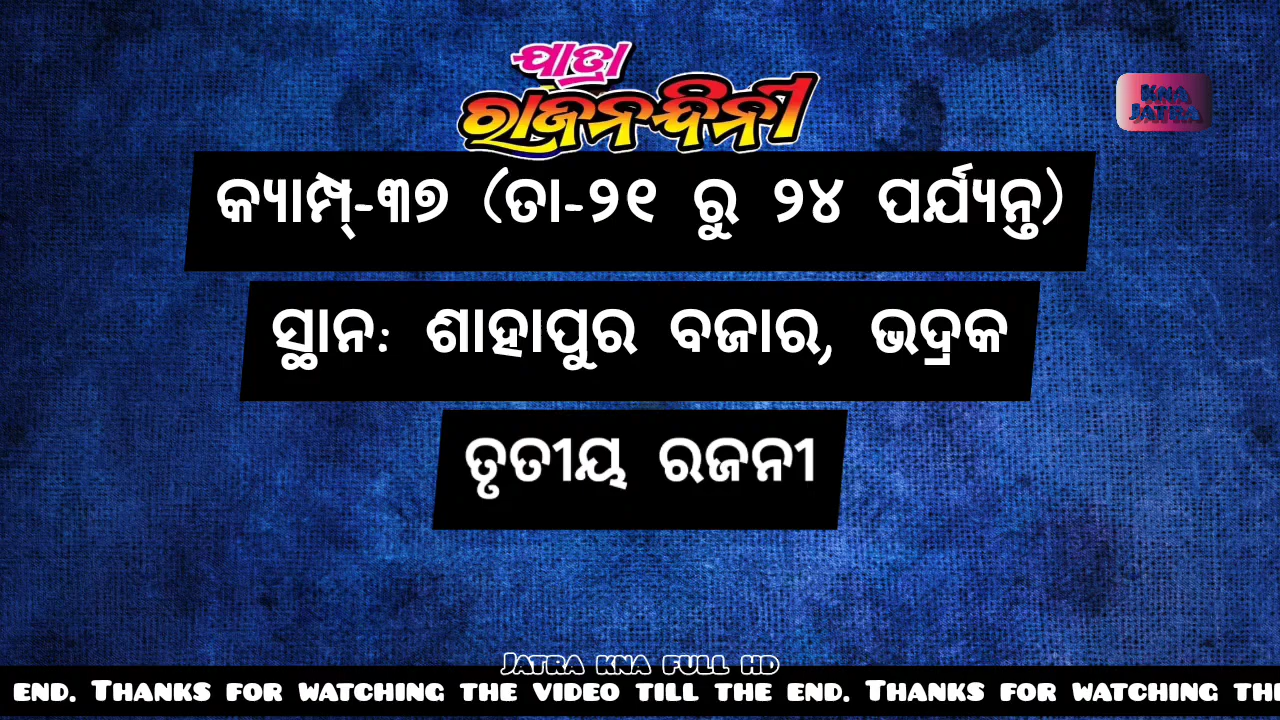 ଯାତ୍ରା
ରାଜନନ୍ଦିନୀ
KNA
JATRA
କ୍ୟାମ୍ପ୍-୩୭ (ତା-୨୧ ରୁ ୨୪ ପର୍ଯ୍ୟନ୍ତ)
ସ୍ଥାନ: ଶାହାପୁର ବଜାର, ଭଦ୍ରକ
ତୃତୀୟ ରଜନୀ
JATRA KNA FULL HD
END. THANKS FOR WATCHING THE VIDEO TILL THE END. THANKS FOR WATCHING THE